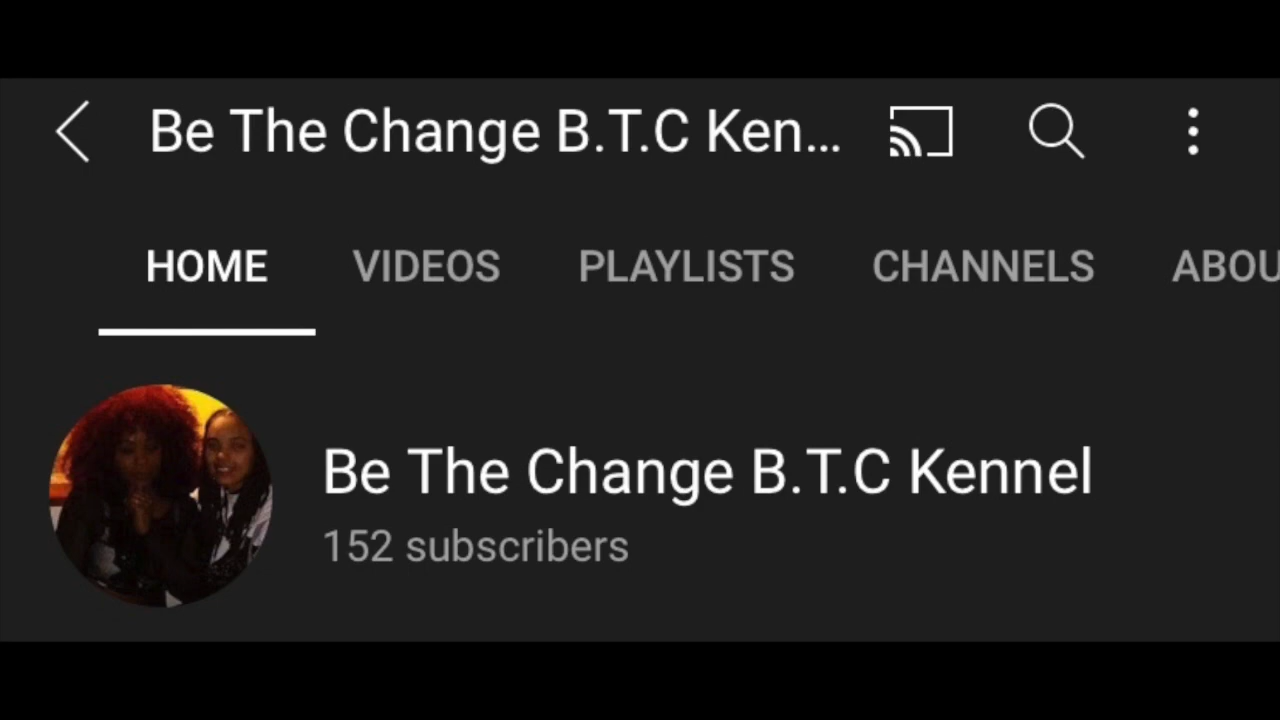 Be The Change B.T.C Ken...
HOME VIDEOS PLAYLISTS CHANNELS ABOU
Be The Change B.T.C Kennel
152 subscribers